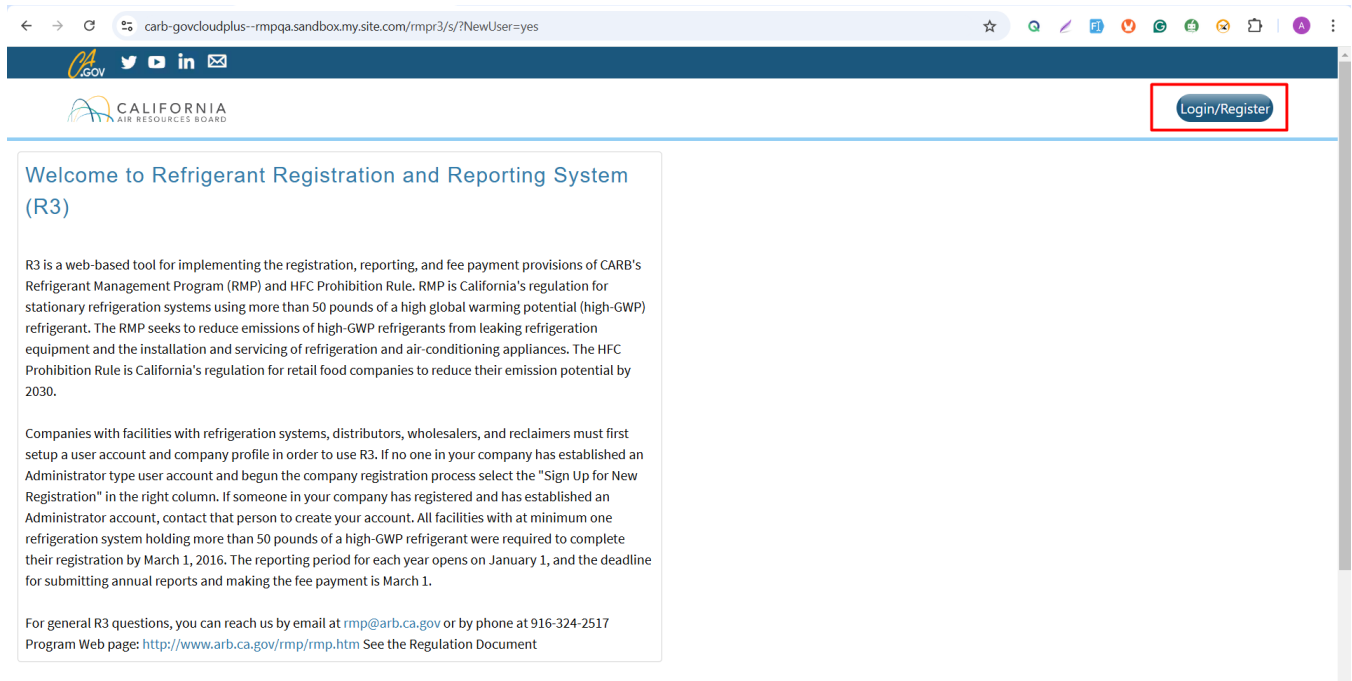 carb-govcloudplus--rmpqa.sandbox.my.site.com/rmpr3/s/?NewUser=yes
CA
.GOV
CALIFORNIA
AIR RESOURCES BOARD
Login/Register
Welcome to Refrigerant Registration and Reporting System
(R3)
R3 is a web-based tool for implementing the registration, reporting, and fee payment provisions of CARB's
Refrigerant Management Program (RMP) and HFC Prohibition Rule. RMP is California's regulation for
stationary refrigeration systems using more than 50 pounds of a high global warming potential (high-GWP)
refrigerant. The RMP seeks to reduce emissions of high-GWP refrigerants from leaking refrigeration
equipment and the installation and servicing of refrigeration and air-conditioning appliances. The HFC
Prohibition Rule is California's regulation for retail food companies to reduce their emission potential by
2030.
Companies with facilities with refrigeration systems, distributors, wholesalers, and reclaimers must first
setup a user account and company profile in order to use R3. If no one in your company has established an
Administrator type user account and begun the company registration process select the "Sign Up for New
Registration" in the right column. If someone in your company has registered and has established an
Administrator account, contact that person to create your account. All facilities with at minimum one
refrigeration system holding more than 50 pounds of a high-GWP refrigerant were required to complete
their registration by March 1, 2016. The reporting period for each year opens on January 1, and the deadline
for submitting annual reports and making the fee payment is March 1.
For general R3 questions, you can reach us by email at rmp@arb.ca.gov or by phone at 916-324-2517
Program Web page: http://www.arb.ca.gov/rmp/rmp.htm See the Regulation Document